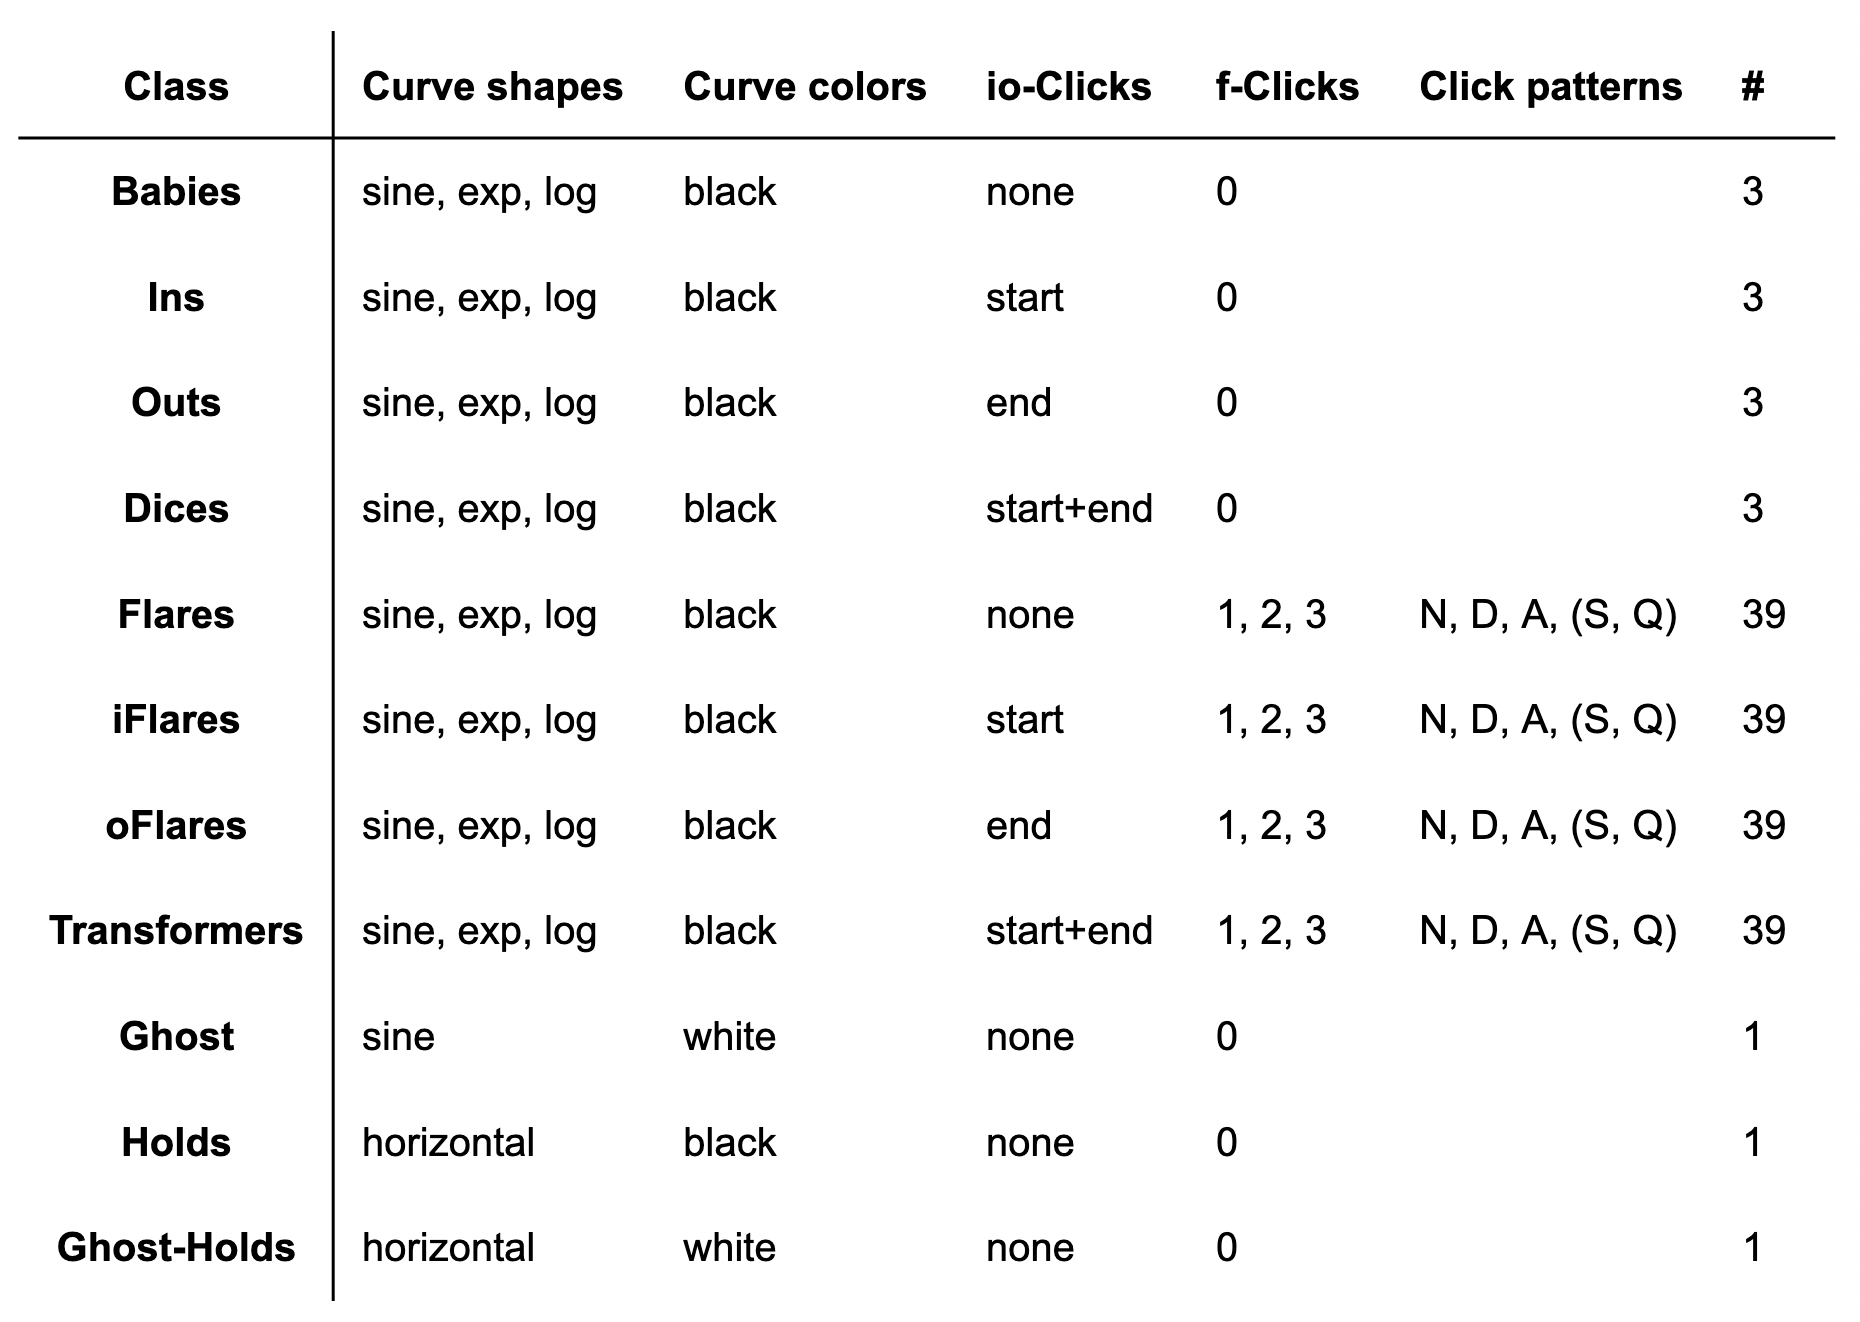 Class Curve shapes Curve colors io-Clicks f-Clicks Click patterns #
Babies sine, exp, log black none 0 3
Ins sine, exp, log black start 0 3
Outs sine, exp, log black end 0 3
Dices sine, exp, log black start+end 0 3
Flares sine, exp, log black none 1, 2, 3 N, D, A, (S, Q) 39
iFlares sine, exp, log black start 1, 2, 3 N, D, A, (S, Q) 39
oFlares sine, exp, log black end 1, 2, 3 N, D, A, (S, Q) 39
Transformers sine, exp, log black start+end 1, 2, 3 N, D, A, (S, Q) 39
Ghost sine white none 0 1
Holds horizontal black none 0 1
Ghost-Holds horizontal white none 0 1